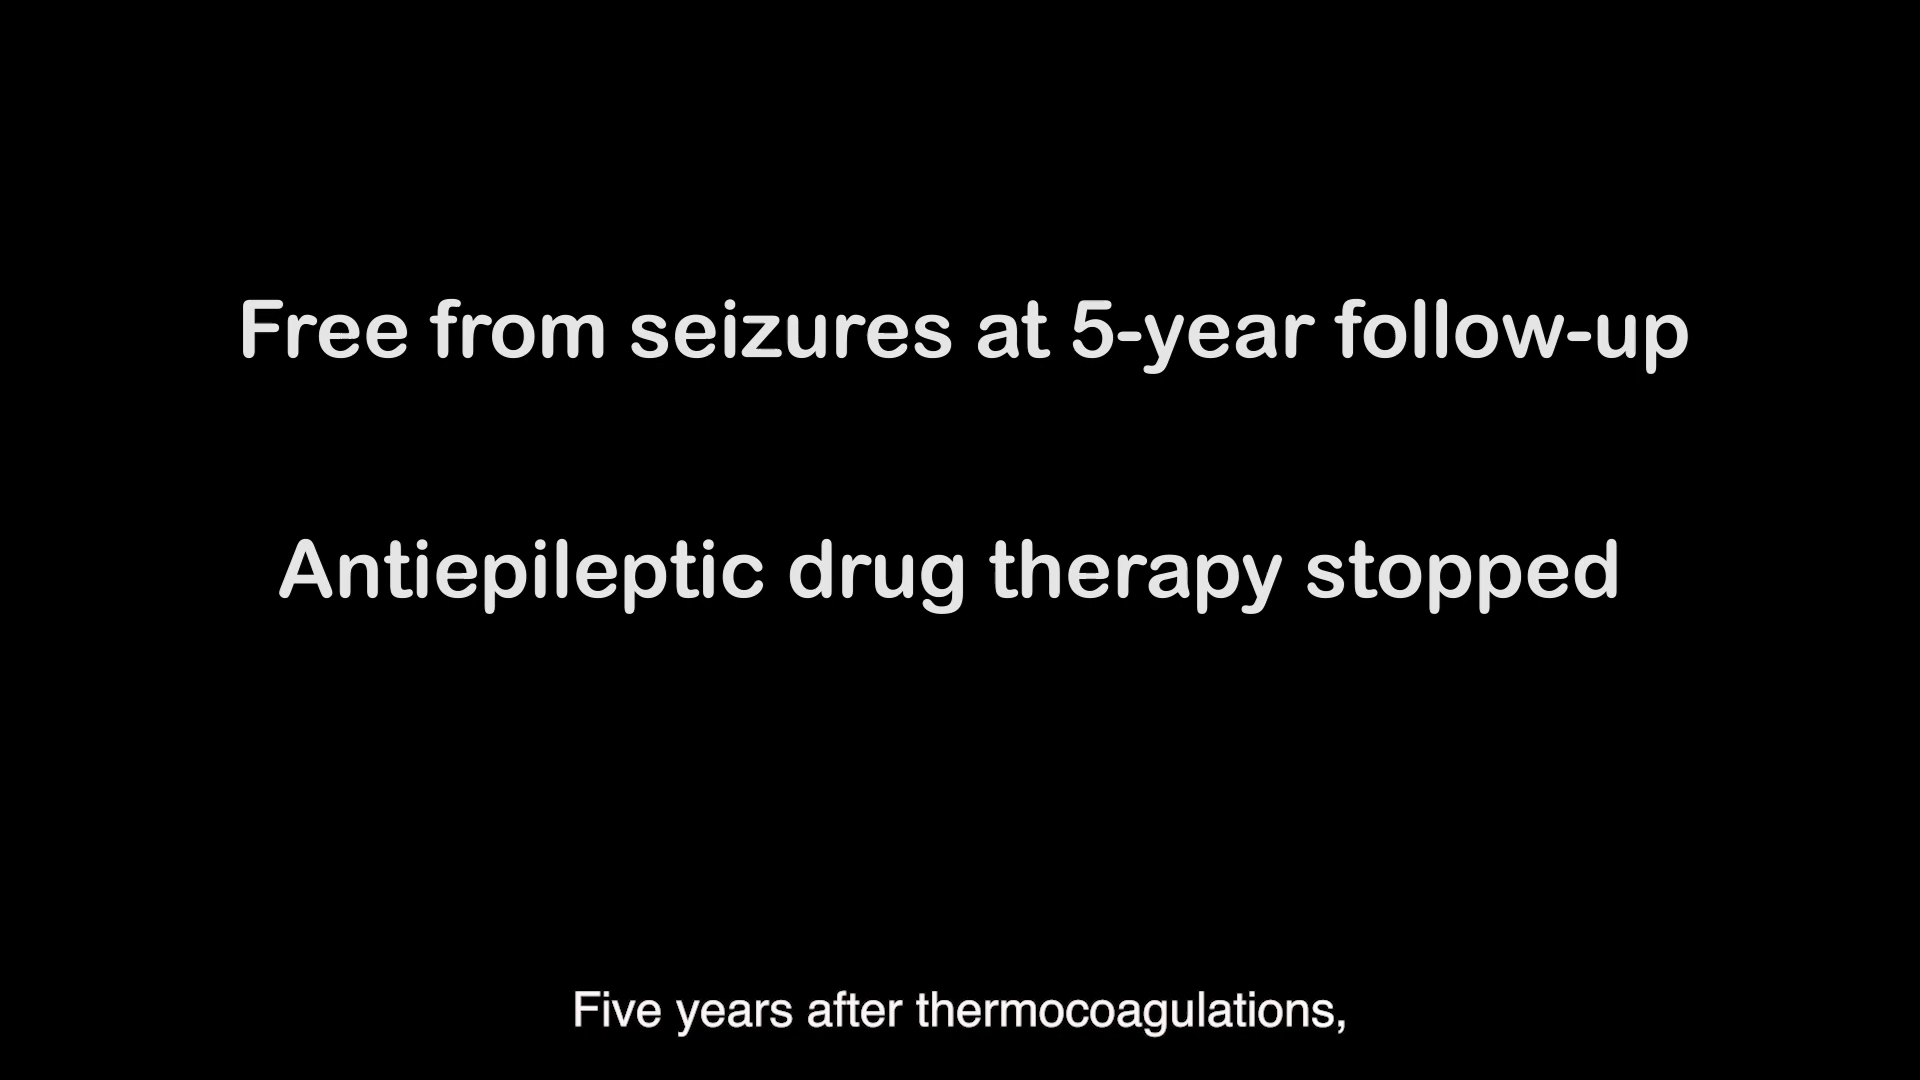 Free from seizures at 5-year follow-up
Antiepileptic drug therapy stopped
Five years after thermocoagulations,